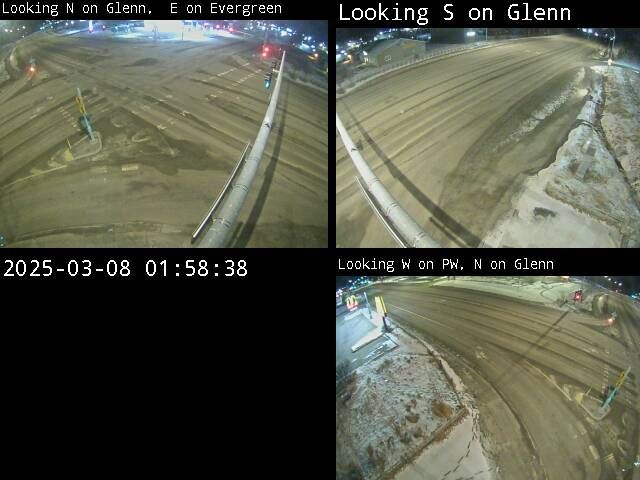 Looking N on Glenn, E on Evergreen
Looking S on Glenn
2025-03-08 01:58:38
Looking W on PW, N on Glenn